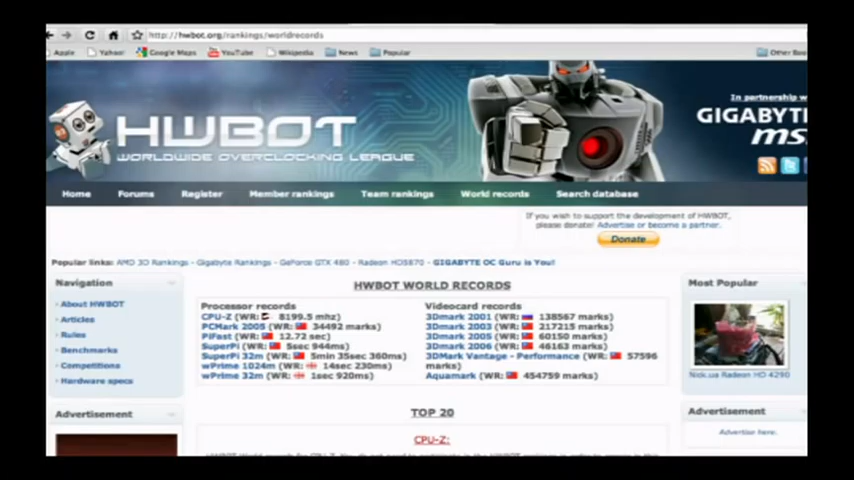 http://hwbot.org/rankings/worldrecords
Apple Yahoo! Google Maps YouTube Wikipedia News Popular Other Boo
In partnership w
GIGABYTE
msi
HWBOT
WORLDWIDE OVERCLOCKING LEAGUE
Home Forums Register Member rankings Team rankings World records Search database
If you wish to support the development of HWBOT,
please donate! Advertise or become a partner.
Donate
Popular links: AMD 3D Rankings - Gigabyte Rankings - GeForce GTX 480 - Radeon HD5870 - GIGABYTE OC Guru is You!
Navigation
About HWBOT
Articles
Rules
Benchmarks
Competitions
Hardware specs
Advertisement
HWBOT WORLD RECORDS
Processor records
CPU-Z (WR: 8199.5 mhz)
PCMark 2005 (WR: 34492 marks)
PiFast (WR: 12.72 sec)
SuperPi (WR: 5sec 944ms)
SuperPi 32m (WR: 5min 35sec 360ms)
wPrime 1024m (WR: 14sec 230ms)
wPrime 32m (WR: 1sec 920ms)
Videocard records
3Dmark 2001 (WR: 138567 marks)
3Dmark 2003 (WR: 217215 marks)
3Dmark 2005 (WR: 60150 marks)
3Dmark 2006 (WR: 46163 marks)
3DMark Vantage - Performance (WR: 57596
marks)
Aquamark (WR: 454759 marks)
TOP 20
CPU-Z:
Most Popular
Nick.ua Radeon HD 4290
Advertisement
Advertise here.